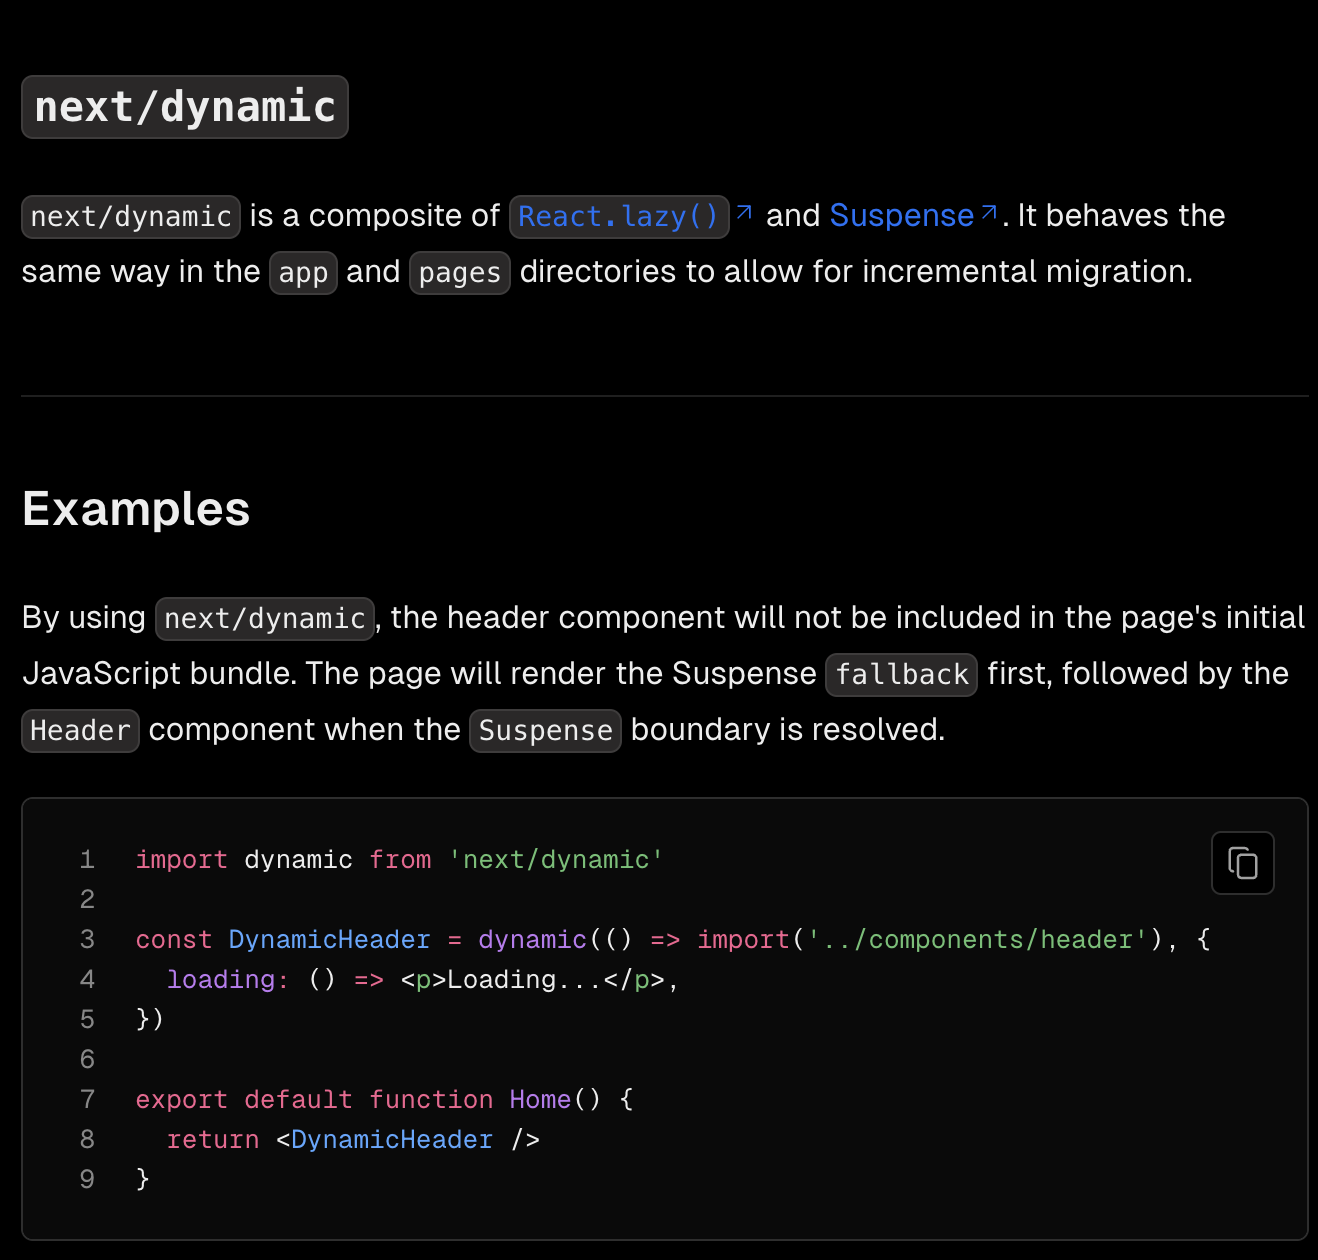 next/dynamic
next/dynamic is a composite of React.lazy() and Suspense. It behaves the
same way in the app and pages directories to allow for incremental migration.
Examples
By using next/dynamic, the header component will not be included in the page's initial
JavaScript bundle. The page will render the Suspense fallback first, followed by the
Header component when the Suspense boundary is resolved.
1 import dynamic from 'next/dynamic'
2
3 const DynamicHeader = dynamic(() => import('../components/header'), {
4   loading: () => <p>Loading...</p>,
5 })
6
7 export default function Home() {
8   return <DynamicHeader />
9 }